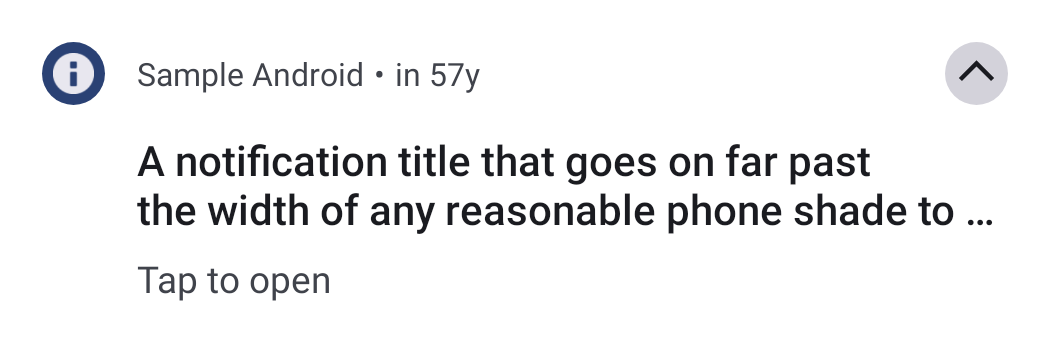 Sample Android • in 57y
A notification title that goes on far past
the width of any reasonable phone shade to ...
Tap to open